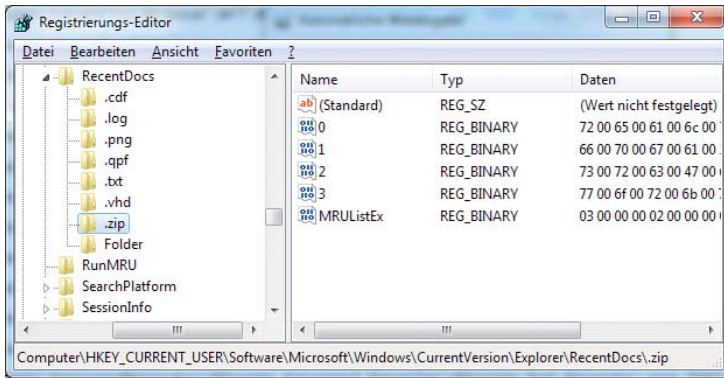 Registrierungs-Editor
Datei Bearbeiten Ansicht Favoriten ?
RecentDocs
.cdf
.log
.png
.qpf
.txt
.vhd
.zip
Folder
RunMRU
SearchPlatform
SessionInfo
Name Typ Daten
ab (Standard) REG_SZ (Wert nicht festgelegt)
0 REG_BINARY 72 00 65 00 61 00 6c 00
1 REG_BINARY 66 00 70 00 67 00 61 00
2 REG_BINARY 73 00 72 00 63 00 47 00
3 REG_BINARY 77 00 6f 00 72 00 6b 00
MRUListEx REG_BINARY 03 00 00 00 02 00 00 00
Computer\HKEY_CURRENT_USER\Software\Microsoft\Windows\CurrentVersion\Explorer\RecentDocs\.zip